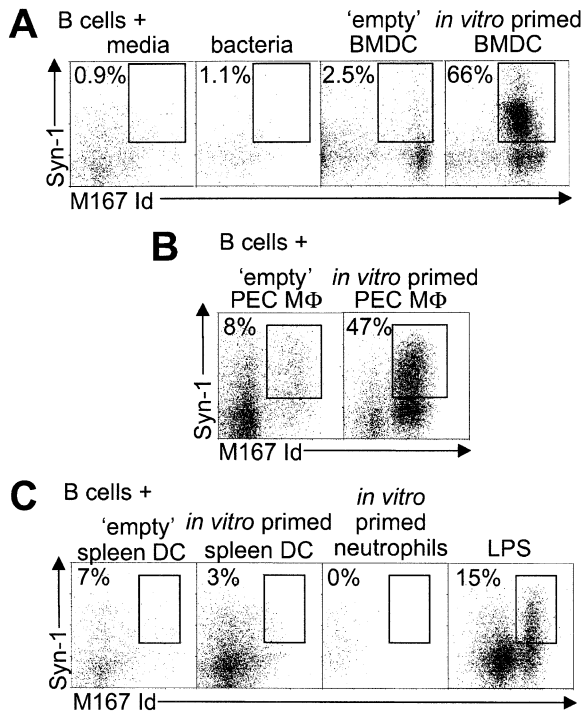 A
B cells +
media
bacteria
'empty' BMDC
in vitro primed BMDC
0.9%
1.1%
2.5%
66%
Syn-1
M167 Id
B
B cells +
'empty' PEC MΦ
in vitro primed PEC MΦ
8%
47%
Syn-1
M167 Id
C
B cells +
'empty' spleen DC
in vitro primed spleen DC
in vitro primed neutrophils
LPS
7%
3%
0%
15%
Syn-1
M167 Id